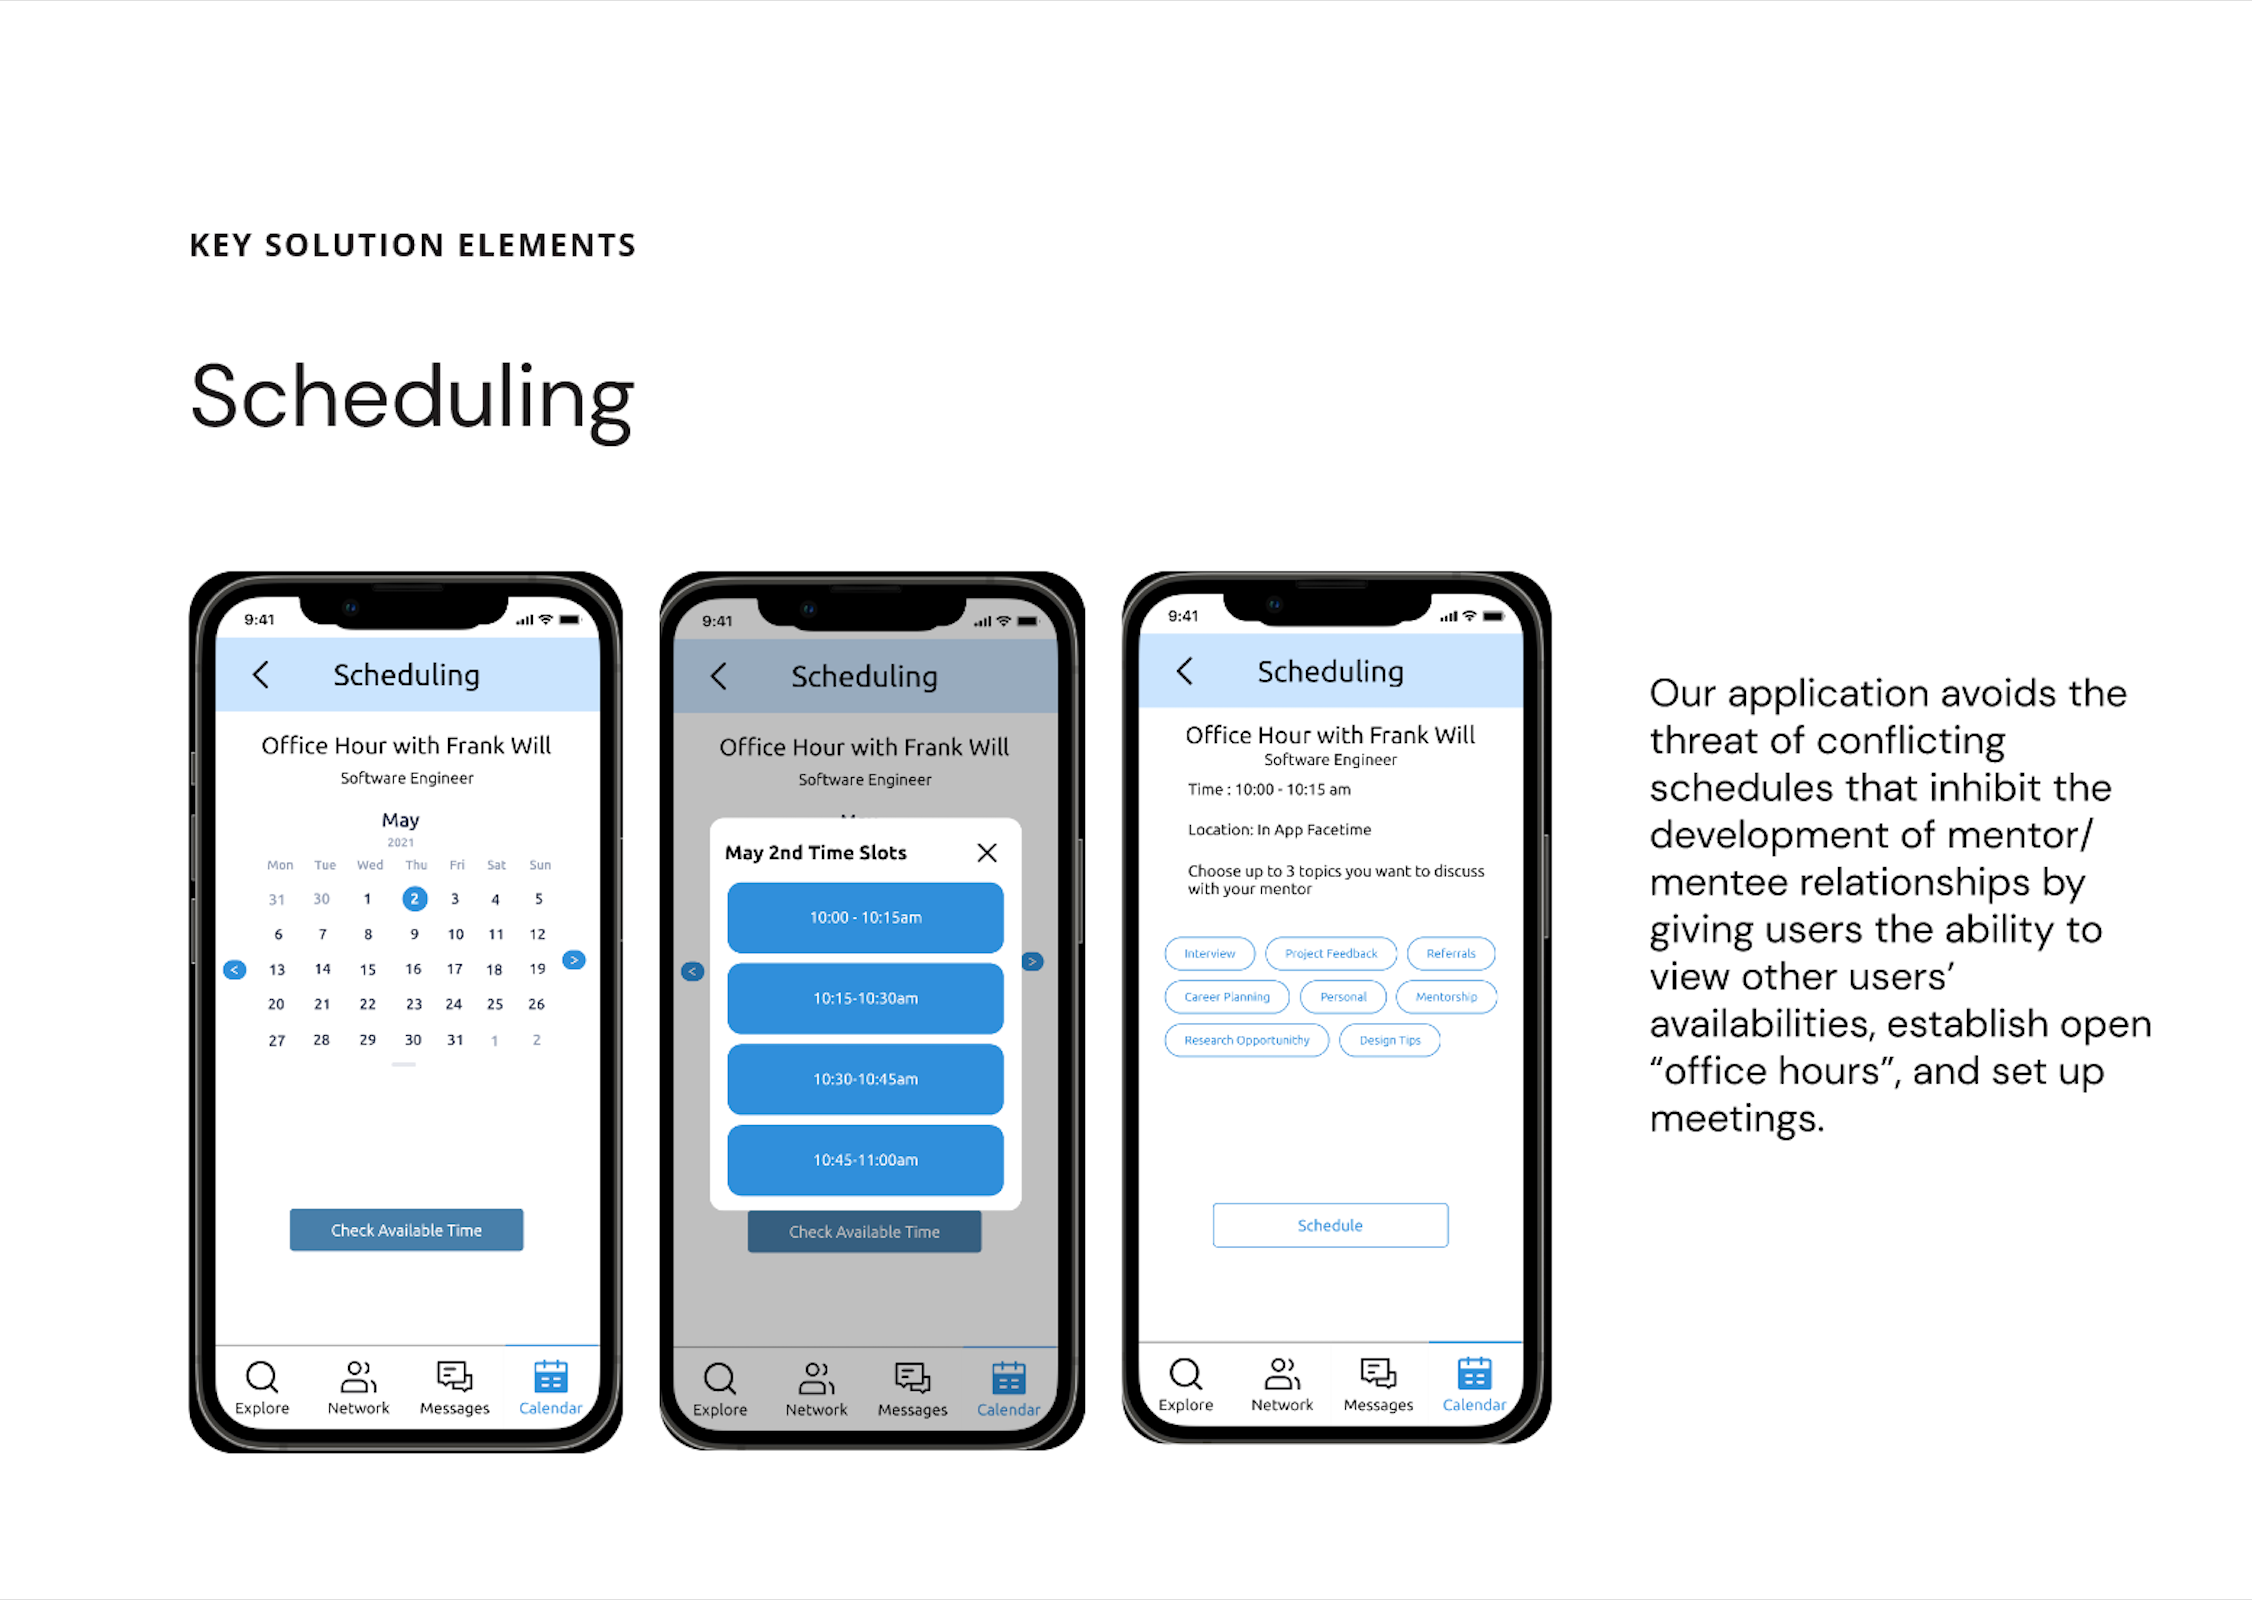 KEY SOLUTION ELEMENTS
Scheduling
9:41
Scheduling
Office Hour with Frank Will
Software Engineer
May
2021
Mon Tue Wed Thu Fri Sat Sun
31 30 1 2 3 4 5
6 7 8 9 10 11 12
< 13 14 15 16 17 18 19 >
20 21 22 23 24 25 26
27 28 29 30 31 1 2
Check Available Time
Explore Network Messages Calendar
9:41
Scheduling
Office Hour with Frank Will
Software Engineer
May 2nd Time Slots
10:00 - 10:15am
10:15-10:30am
< >
10:30-10:45am
10:45-11:00am
Check Available Time
Explore Network Messages Calendar
9:41
Scheduling
Office Hour with Frank Will
Software Engineer
Time : 10:00 - 10:15 am
Location: In App Facetime
Choose up to 3 topics you want to discuss
with your mentor
Interview Project Feedback Referrals
Career Planning Personal Mentorship
Research Opportunithy Design Tips
Schedule
Explore Network Messages Calendar
Our application avoids the
threat of conflicting
schedules that inhibit the
development of mentor/
mentee relationships by
giving users the ability to
view other users’
availabilities, establish open
“office hours”, and set up
meetings.